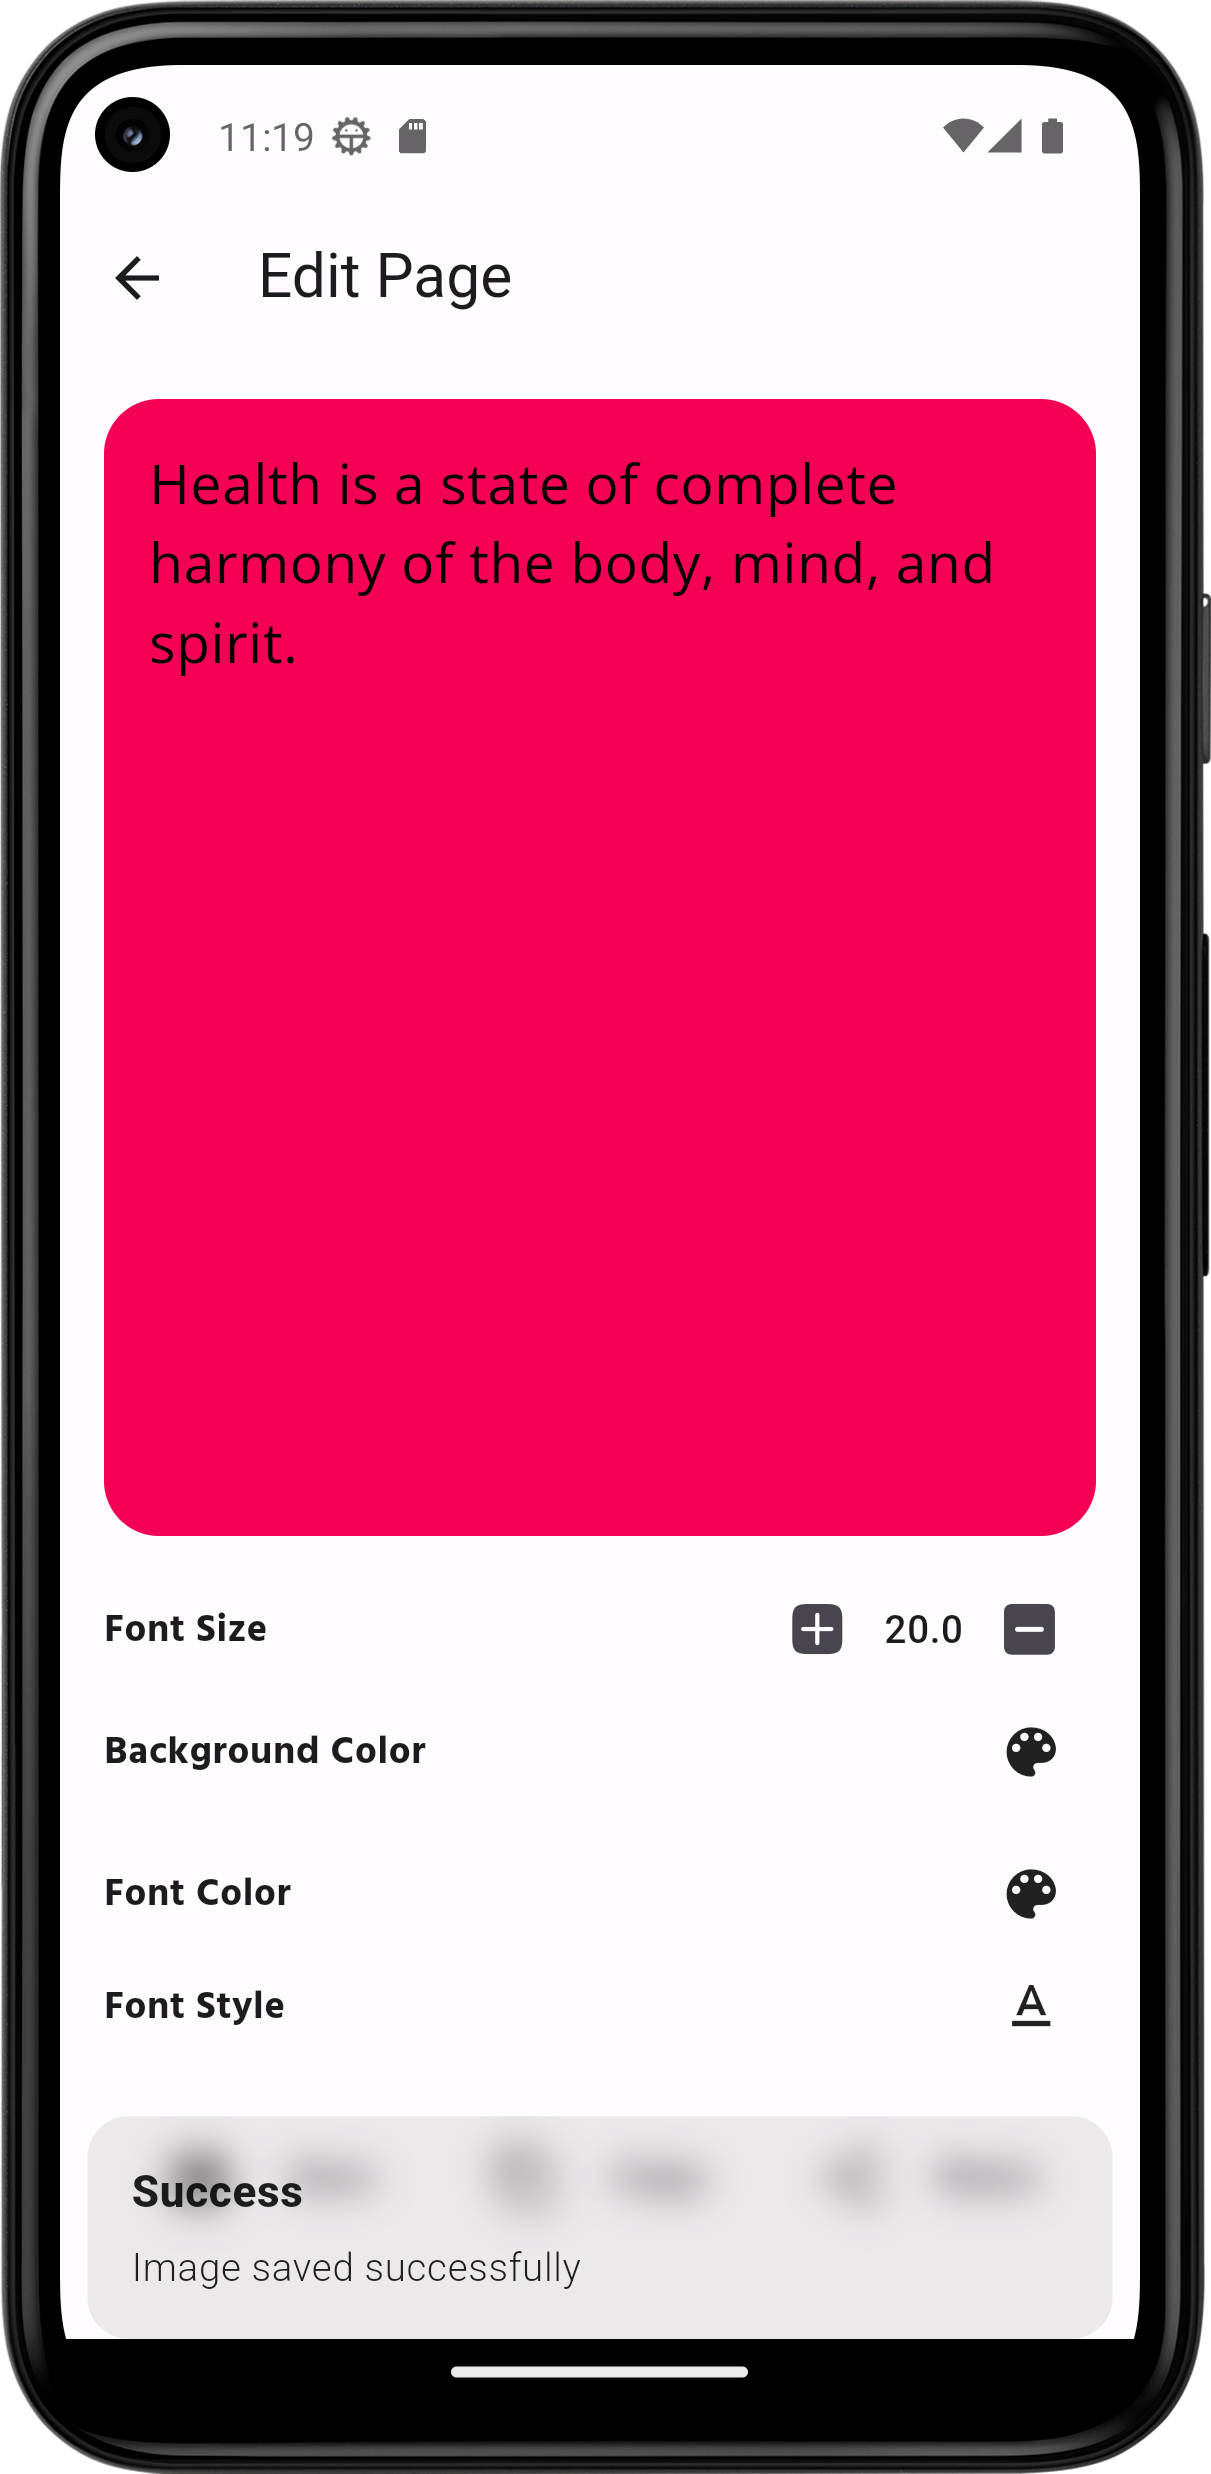 11:19
Edit Page
Health is a state of complete
harmony of the body, mind, and
spirit.
Font Size 20.0
Background Color
Font Color
Font Style
Success
Image saved successfully